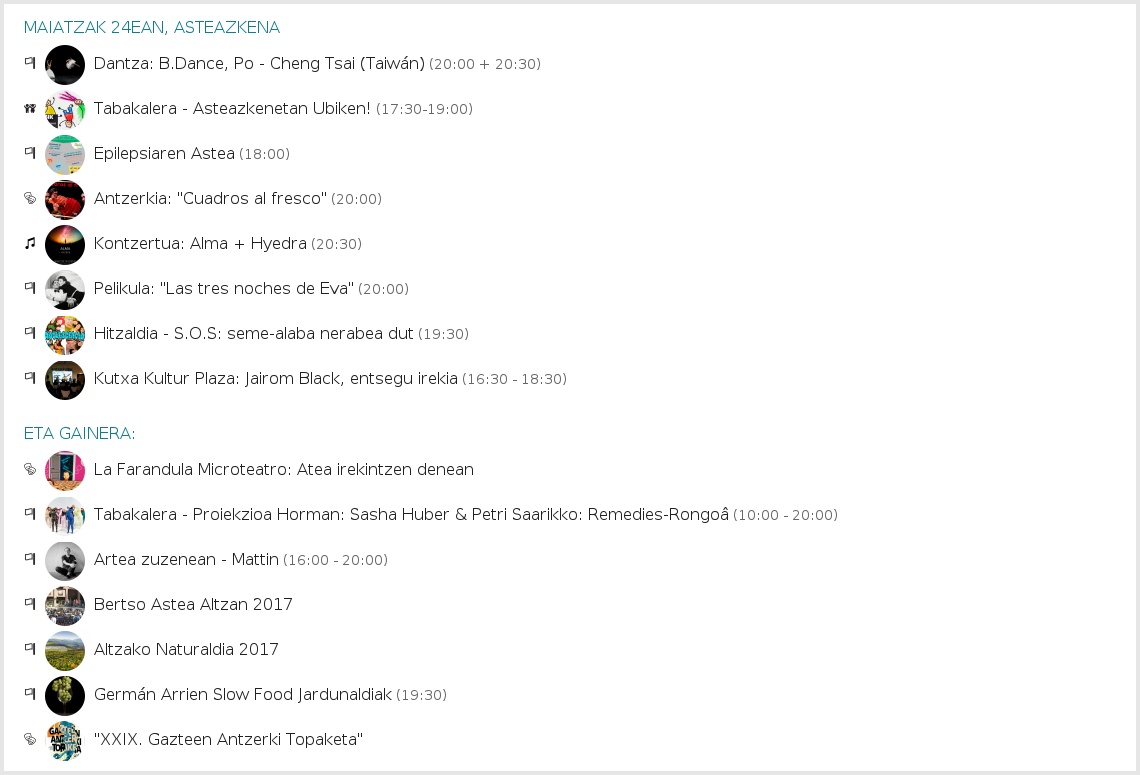 MAIATZAK 24EAN, ASTEAZKENA
Dantza: B.Dance, Po - Cheng Tsai (Taiwán) (20:00 + 20:30)
Tabakalera - Asteazkenetan Ubiken! (17:30-19:00)
Epilepsiaren Astea (18:00)
Antzerkia: "Cuadros al fresco" (20:00)
Kontzertua: Alma + Hyedra (20:30)
Pelikula: "Las tres noches de Eva" (20:00)
Hitzaldia - S.O.S: seme-alaba nerabea dut (19:30)
Kutxa Kultur Plaza: Jairom Black, entsegu irekia (16:30 - 18:30)
ETA GAINERA:
La Farandula Microteatro: Atea irekintzen denean
Tabakalera - Proiekzioa Horman: Sasha Huber & Petri Saarikko: Remedies-Rongoâ (10:00 - 20:00)
Artea zuzenean - Mattin (16:00 - 20:00)
Bertso Astea Altzan 2017
Altzako Naturaldia 2017
Germán Arrien Slow Food Jardunaldiak (19:30)
"XXIX. Gazteen Antzerki Topaketa"